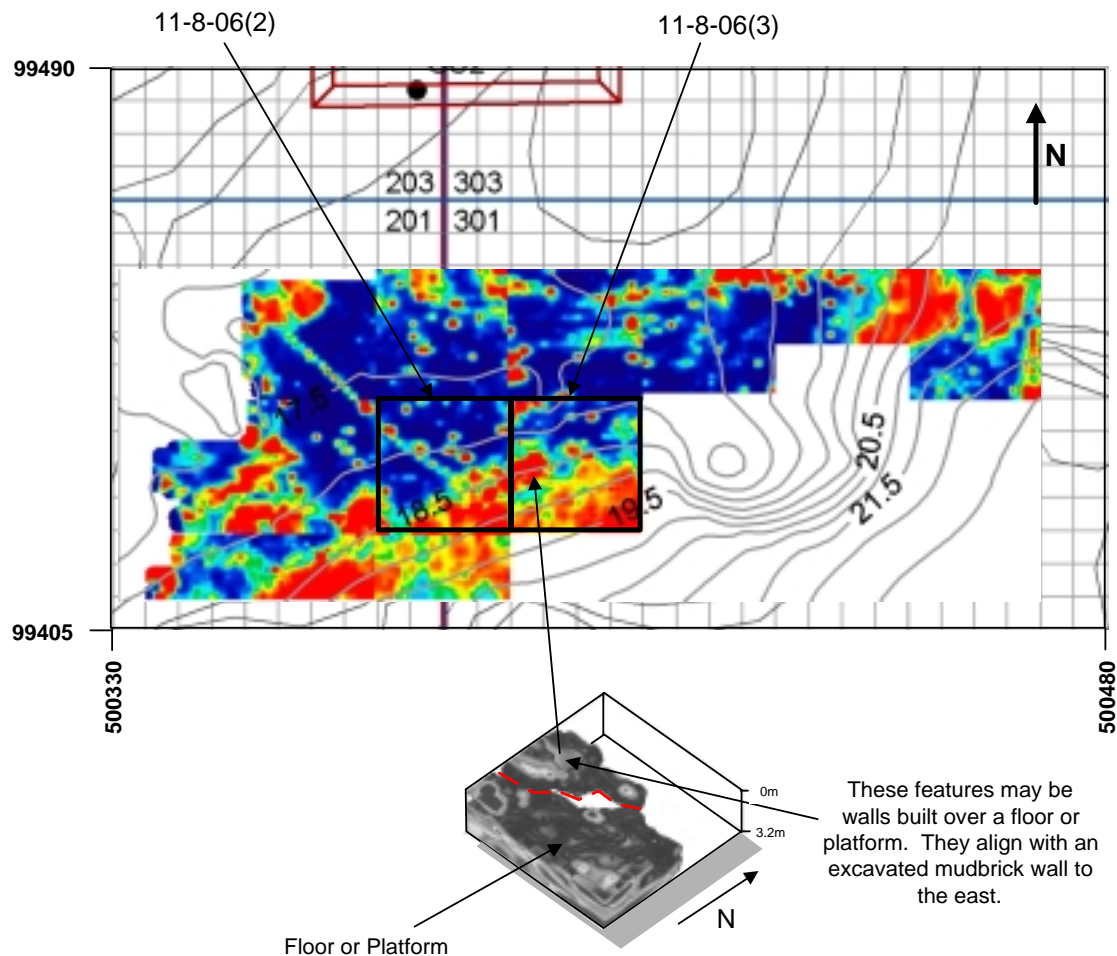 11-8-06(2)
11-8-06(3)
99490
N
203 303
201 301
17.5
18.5
19.5
20.5
21.5
99405
500330
500480
0m
3.2m
These features may be
walls built over a floor or
platform. They align with an
excavated mudbrick wall to
the east.
N
Floor or Platform